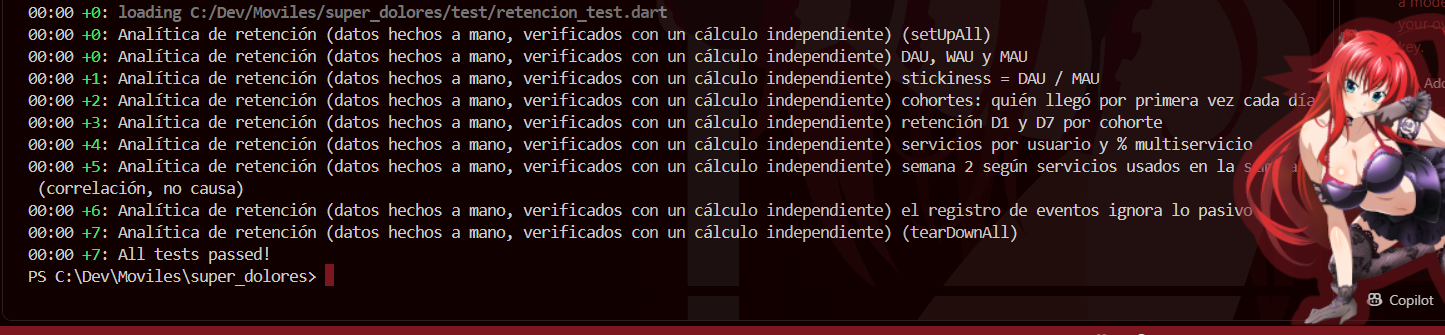 00:00 +0: loading C:/Dev/Moviles/super_dolores/test/retencion_test.dart
00:00 +0: Analítica de retención (datos hechos a mano, verificados con un cálculo independiente) (setUpAll)
00:00 +0: Analítica de retención (datos hechos a mano, verificados con un cálculo independiente) DAU, WAU y MAU
00:00 +1: Analítica de retención (datos hechos a mano, verificados con un cálculo independiente) stickiness = DAU / MAU
00:00 +2: Analítica de retención (datos hechos a mano, verificados con un cálculo independiente) cohortes: quién llegó por primera vez cada día
00:00 +3: Analítica de retención (datos hechos a mano, verificados con un cálculo independiente) retención D1 y D7 por cohorte
00:00 +4: Analítica de retención (datos hechos a mano, verificados con un cálculo independiente) servicios por usuario y % multiservicio
00:00 +5: Analítica de retención (datos hechos a mano, verificados con un cálculo independiente) semana 2 según servicios usados en la
(correlación, no causa)
00:00 +6: Analítica de retención (datos hechos a mano, verificados con un cálculo independiente) el registro de eventos ignora lo pasivo
00:00 +7: Analítica de retención (datos hechos a mano, verificados con un cálculo independiente) (tearDownAll)
00:00 +7: All tests passed!
PS C:\Dev\Moviles\super_dolores>
a mode
your ow
key.
Add
Copilot